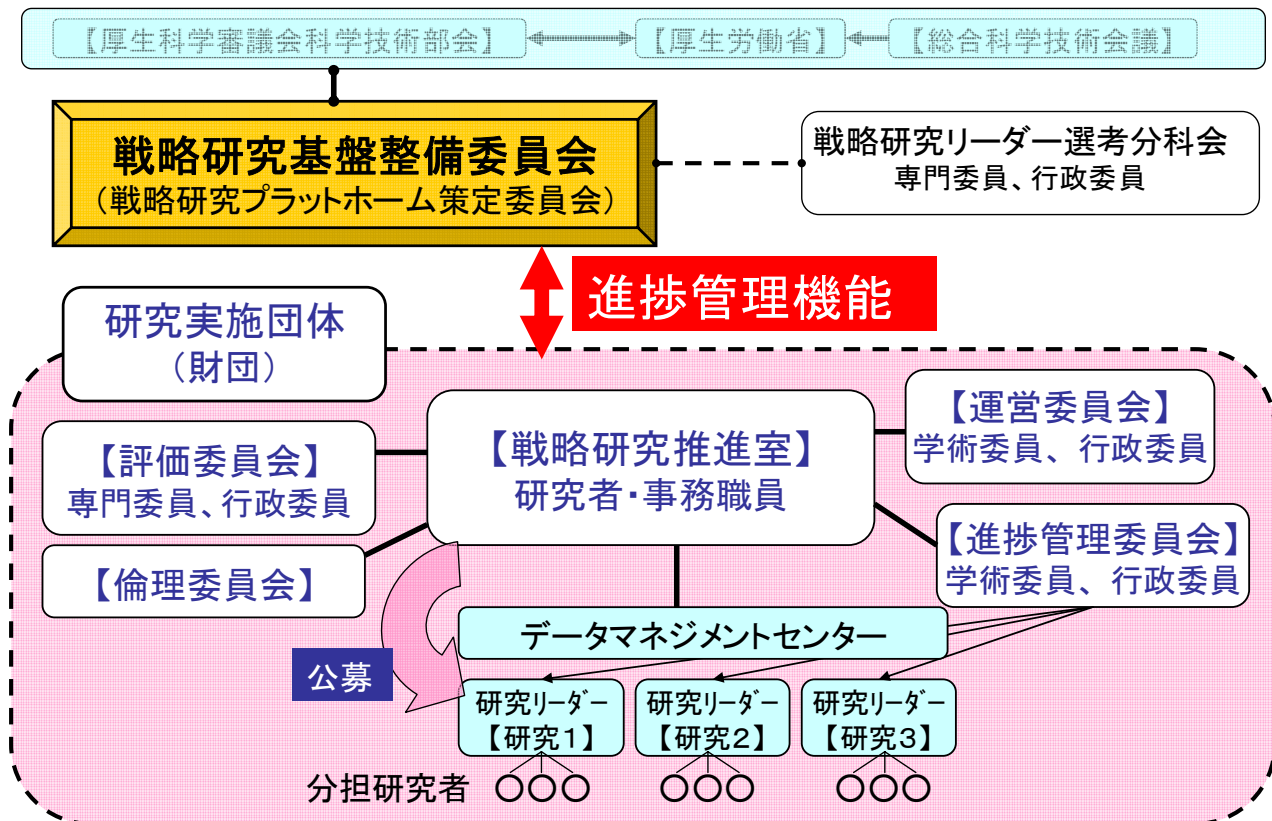 【厚生科学審議会科学技術部会】 【厚生労働省】 【総合科学技術会議】
戦略研究基盤整備委員会
（戦略研究プラットホーム策定委員会）
戦略研究リーダー選考分科会
専門委員、行政委員
進捗管理機能
研究実施団体
（財団）
【評価委員会】
専門委員、行政委員
【倫理委員会】
【戦略研究推進室】
研究者・事務職員
【運営委員会】
学術委員、行政委員
【進捗管理委員会】
学術委員、行政委員
データマネジメントセンター
公募
研究ﾘｰﾀﾞｰ
【研究１】
研究ﾘｰﾀﾞｰ
【研究２】
研究ﾘｰﾀﾞｰ
【研究３】
分担研究者 ○○○ ○○○ ○○○